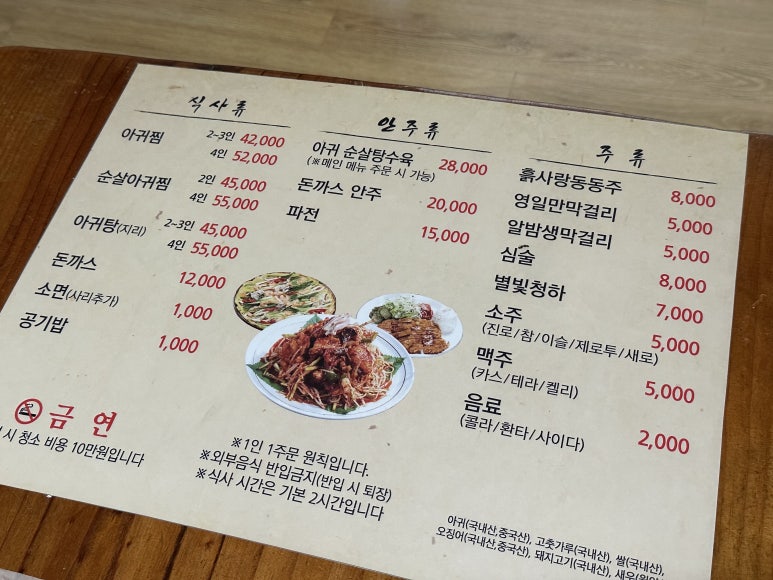 식사류
아귀찜 2~3인 42,000
4인 52,000
순살아귀찜 2인 45,000
4인 55,000
아귀탕(지리) 2~3인 45,000
4인 55,000
돈까스 12,000
소면(사리추가) 1,000
공기밥 1,000
안주류
아귀 순살탕수육 28,000
(※메인 메뉴 주문 시 가능)
돈까스 안주 20,000
파전 15,000
주류
흙사랑동동주 8,000
영일만막걸리 5,000
알밤생막걸리 5,000
심술 8,000
별빛청하 7,000
소주 5,000
(진로/참/이슬/제로투/새로)
맥주 5,000
(카스/테라/켈리)
음료 2,000
(콜라/환타/사이다)
금연
시 청소 비용 10만원입니다
※1인 1주문 원칙입니다.
※외부음식 반입금지(반입 시 퇴장)
※식사 시간은 기본 2시간입니다
아귀(국내산,중국산), 고춧가루(국내산), 쌀(국내산),
오징어(국내산,중국산), 돼지고기(국내산),